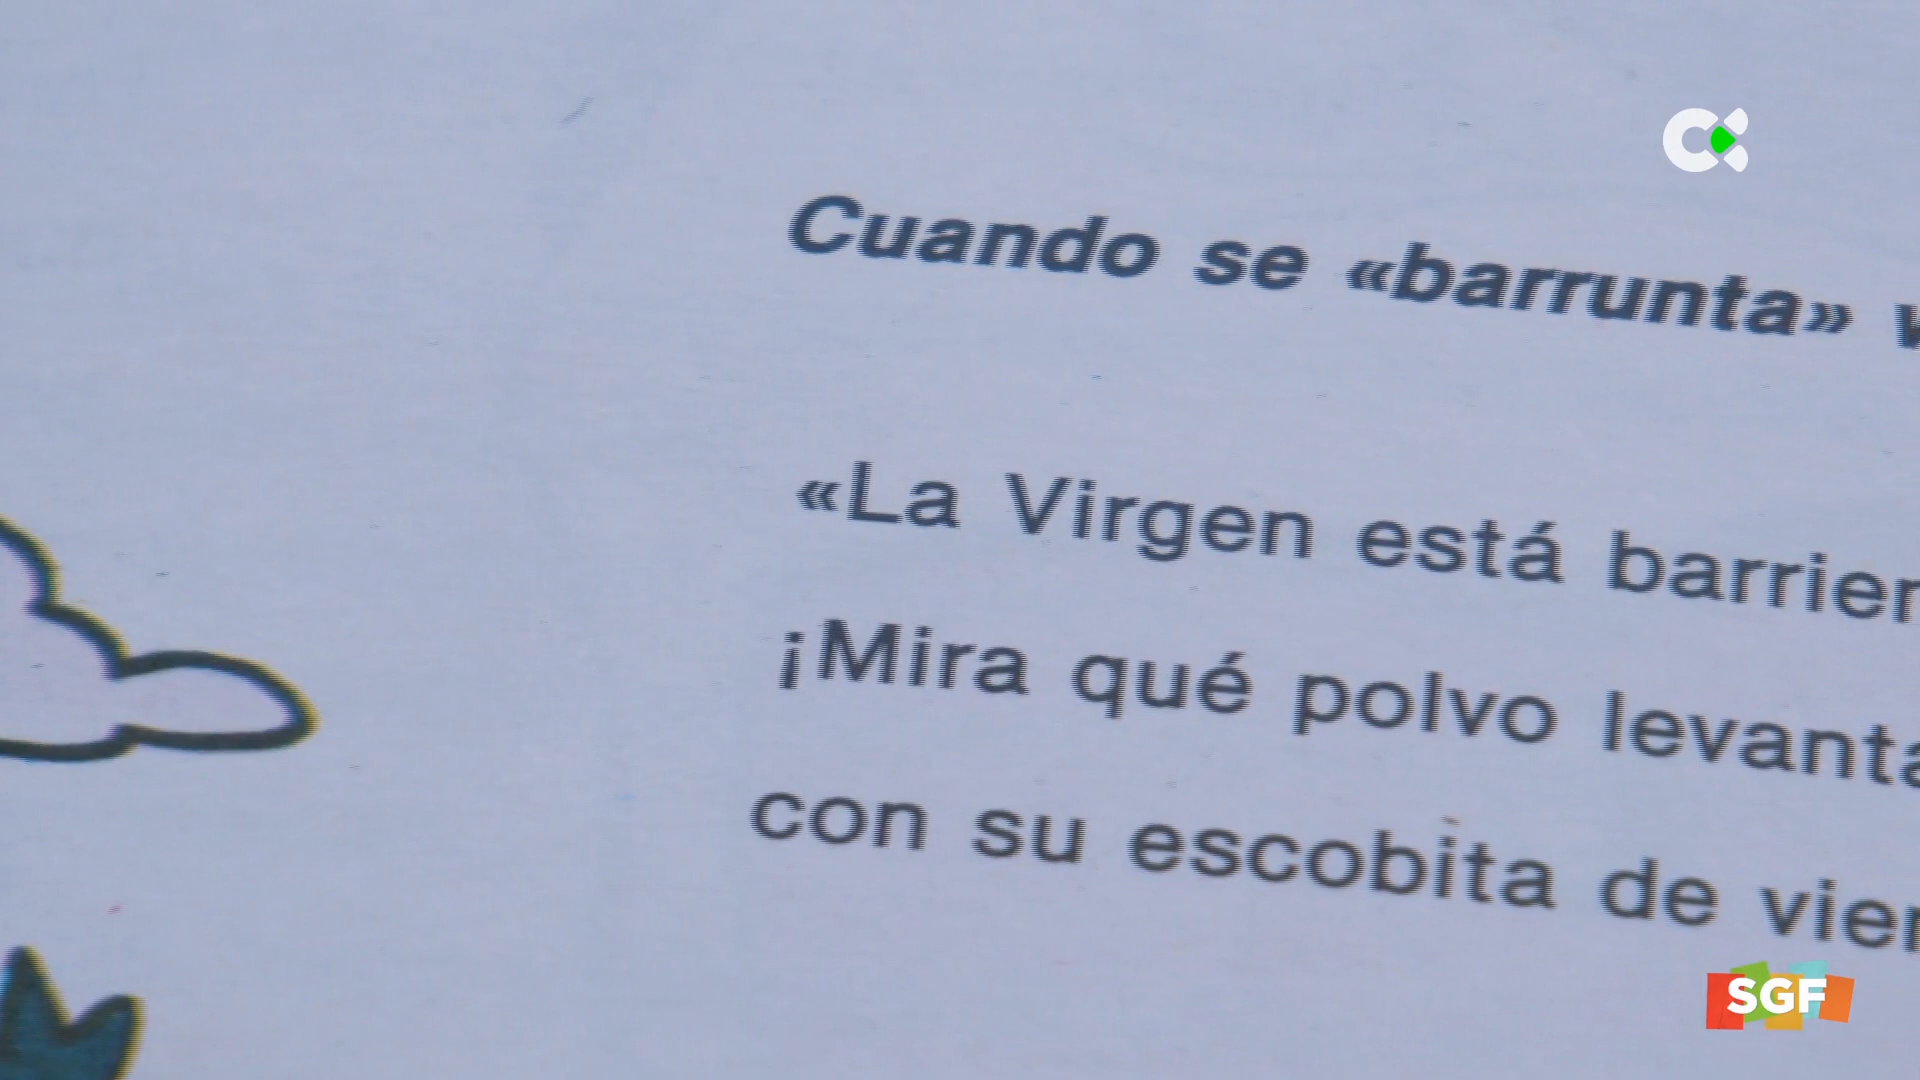 Cuando se «barrunta»
«La Virgen está
¡Mira qué polvo
con su escobita de
SGF